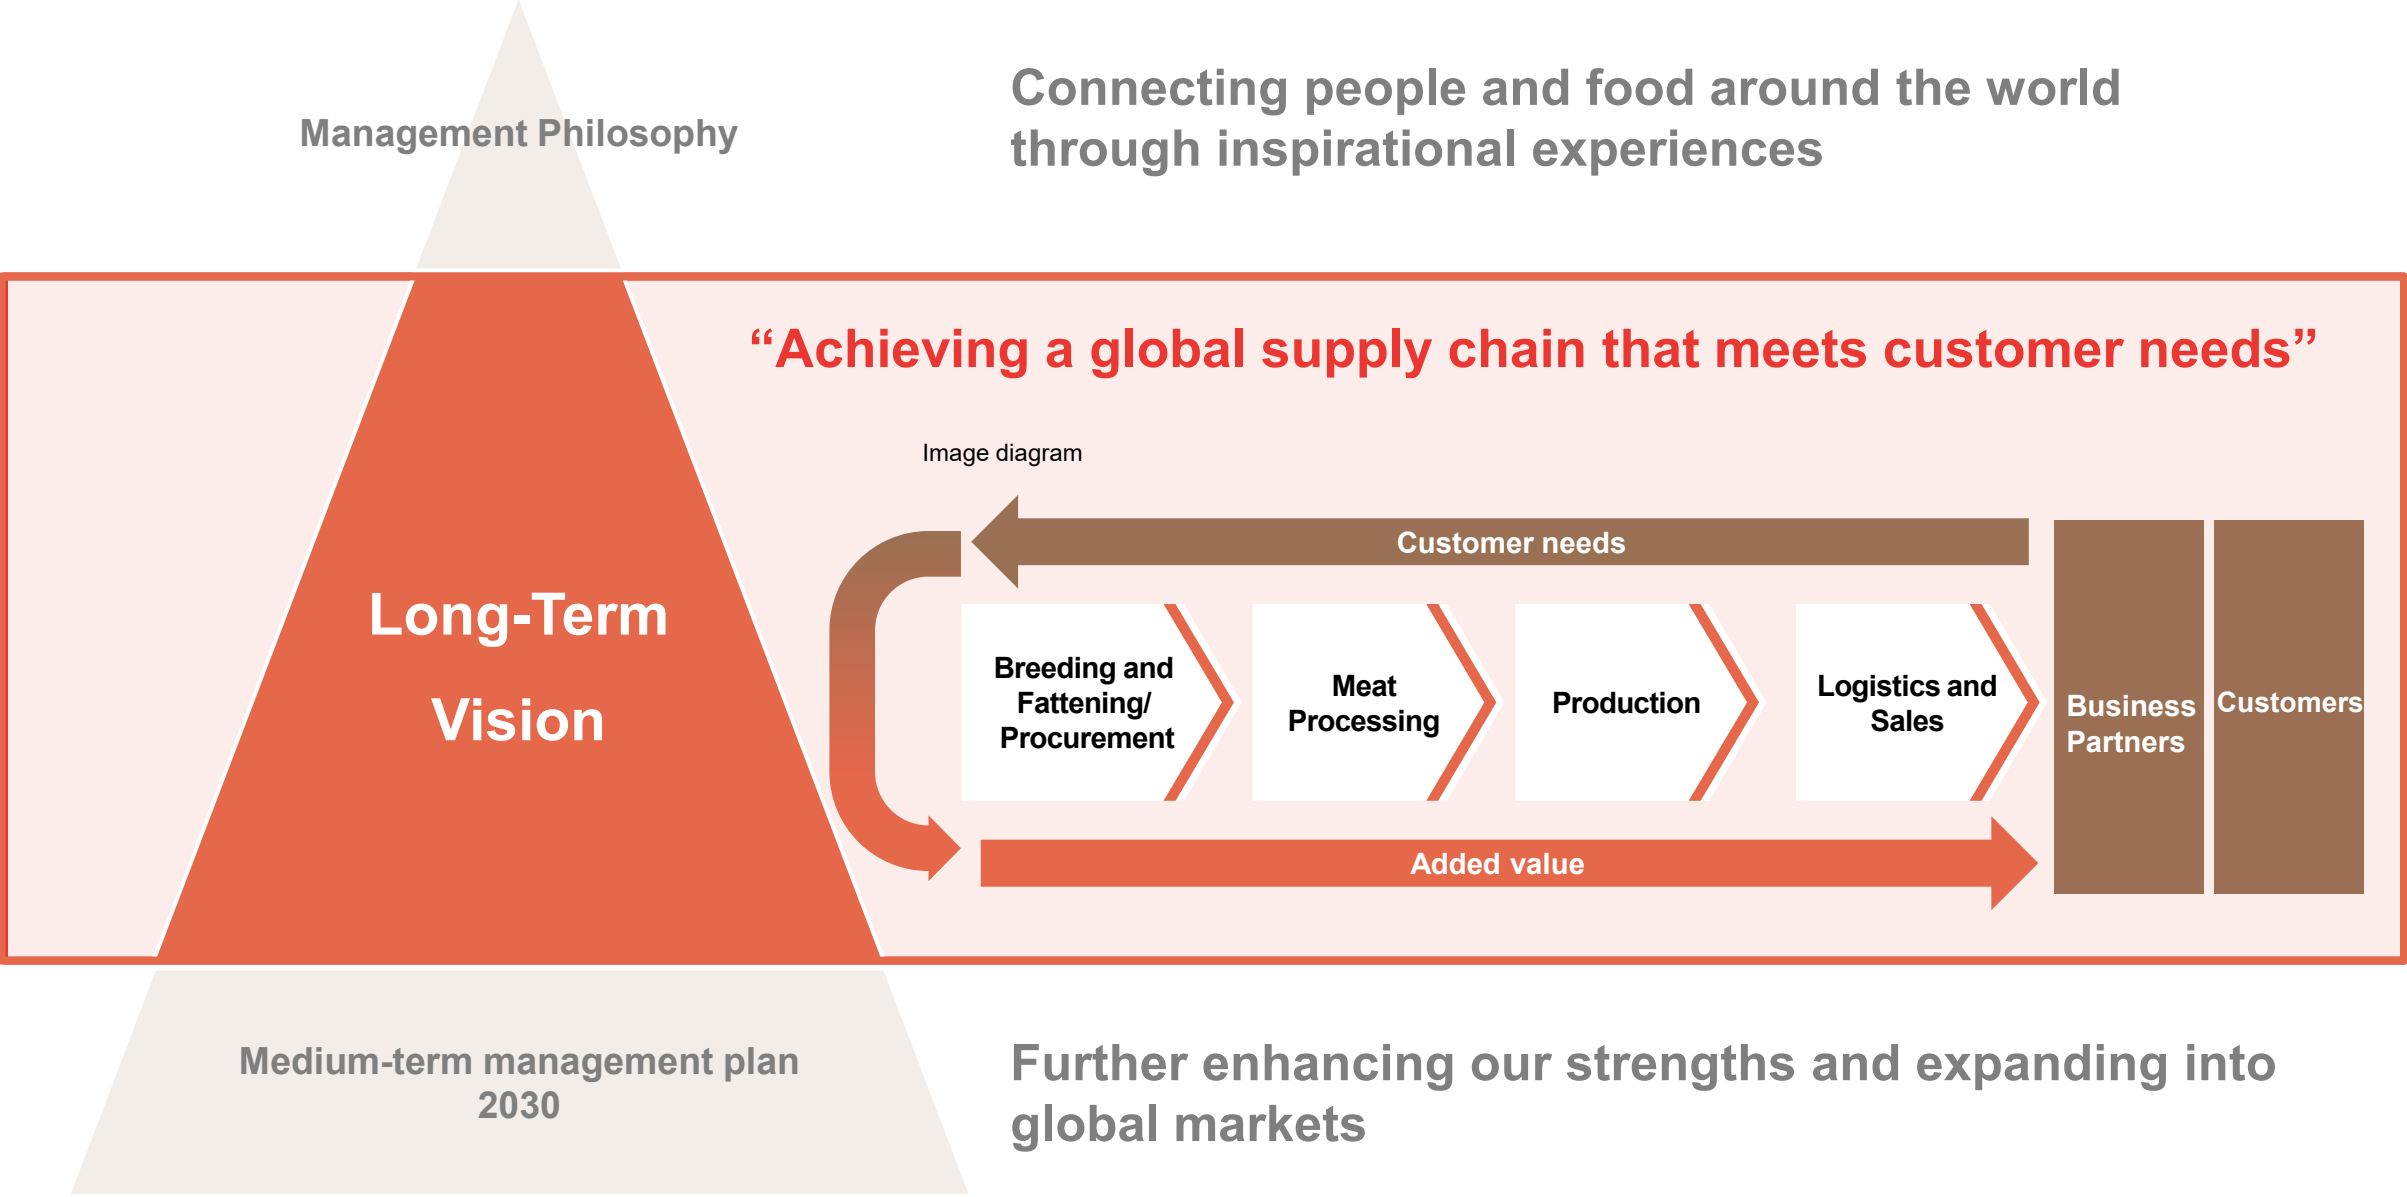 Management Philosophy
Connecting people and food around the world
through inspirational experiences
“Achieving a global supply chain that meets customer needs”
Image diagram
Long-Term
Vision
Customer needs
Breeding and
Fattening/
Procurement
Meat
Processing
Production
Logistics and
Sales
Business
Partners
Customers
Added value
Medium-term management plan
2030
Further enhancing our strengths and expanding into
global markets